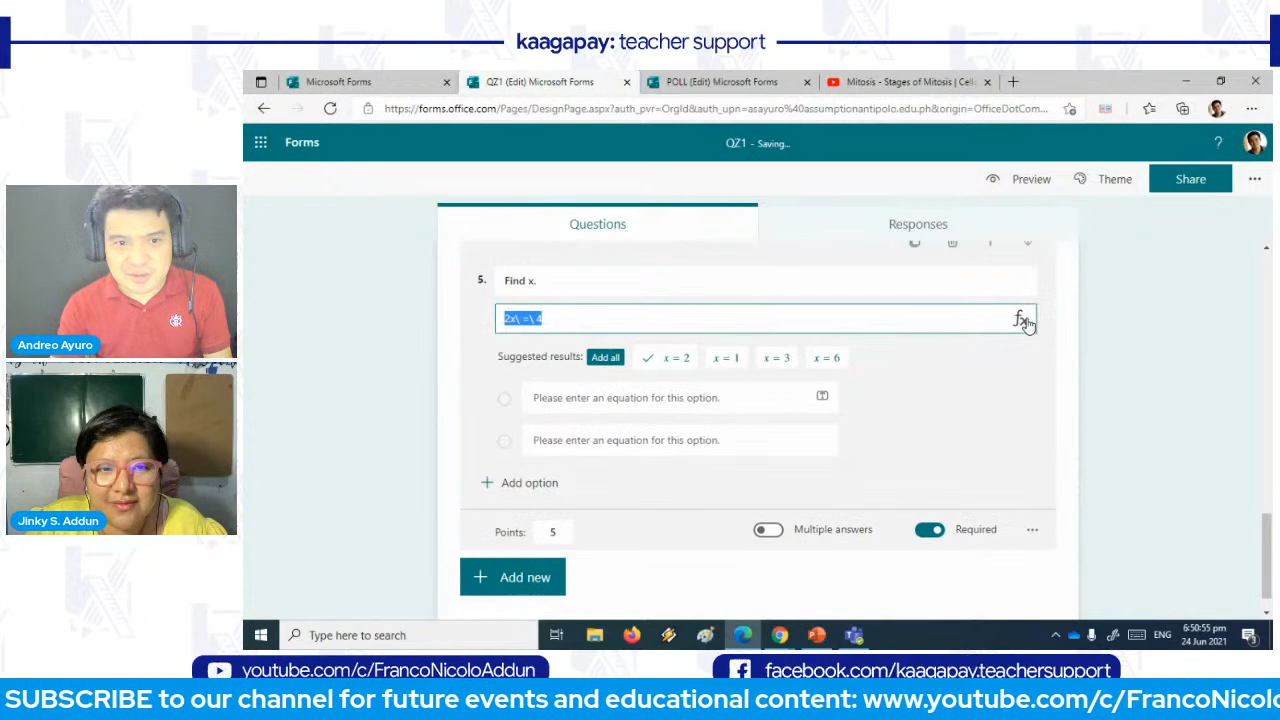 kaagapay: teacher support
Microsoft Forms
QZ1 (Edit) Microsoft Forms
POLL (Edit) Microsoft Forms
Mitosis - Stages of Mitosis | Cells
https://forms.office.com/Pages/DesignPage.aspx?auth_pvr=OrgId&auth_upn=asayuro%40assumptionantipolo.edu.ph&origin=OfficeDotCom...
Forms
QZ1 - Saving...
?
Preview
Theme
Share
Questions
Responses
5.
Find x.
2x\ =\ 4
fx
Suggested results:
Add all
x = 2
x = 1
x = 3
x = 6
Please enter an equation for this option.
Please enter an equation for this option.
Add option
Points:
5
Multiple answers
Required
Add new
Andreo Ayuro
Jinky S. Addun
Type here to search
ENG
6:50:55 pm
24 Jun 2021
3
youtube.com/c/FrancoNicoloAddun
facebook.com/kaagapay.teachersupport
SUBSCRIBE to our channel for future events and educational content: www.youtube.com/c/FrancoNicolo